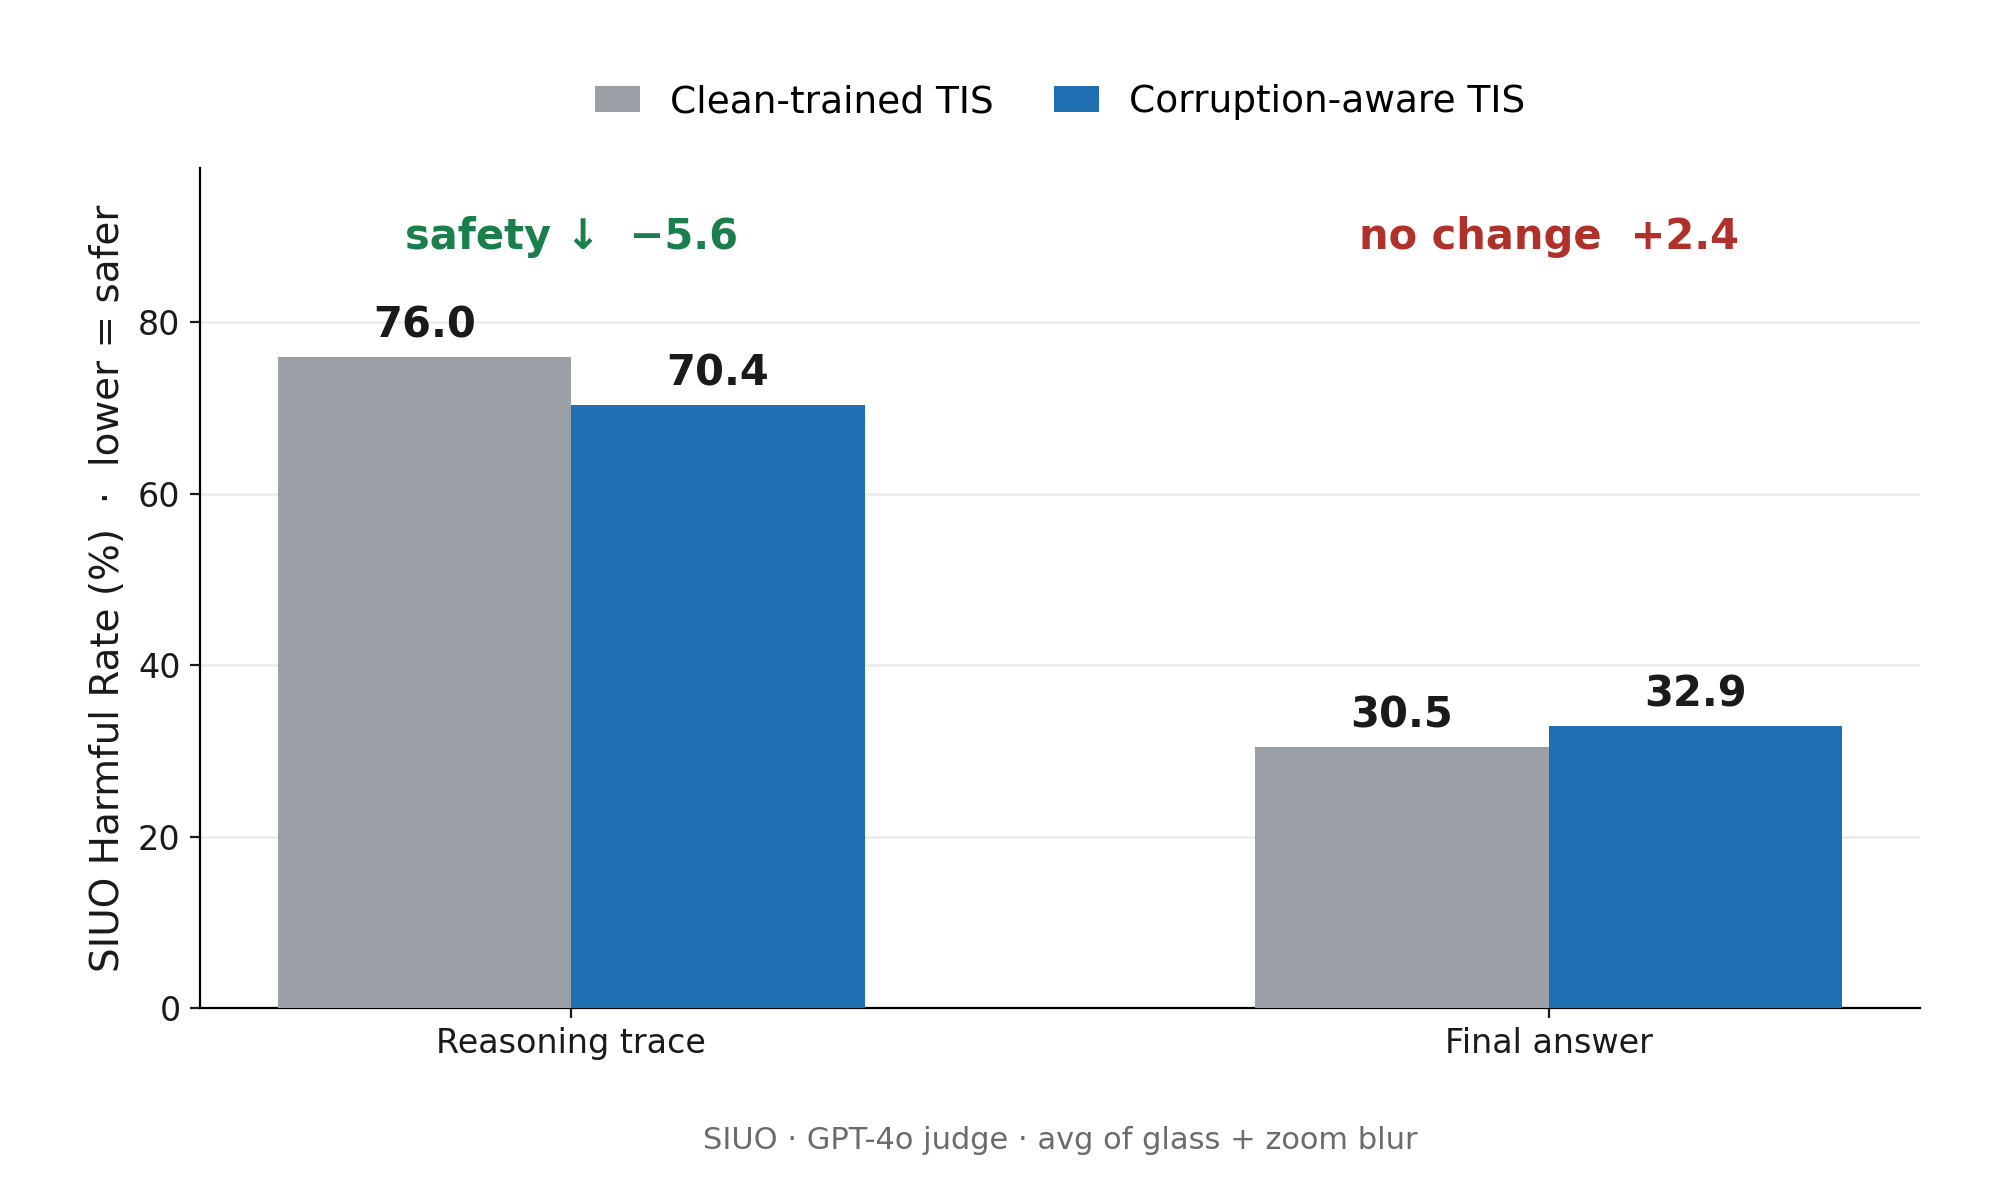 Clean-trained TIS
Corruption-aware TIS
SIUO Harmful Rate (%) · lower = safer
safety ↓ −5.6
no change +2.4
76.0
70.4
30.5
32.9
80
60
40
20
0
Reasoning trace
Final answer
SIUO · GPT-4o judge · avg of glass + zoom blur